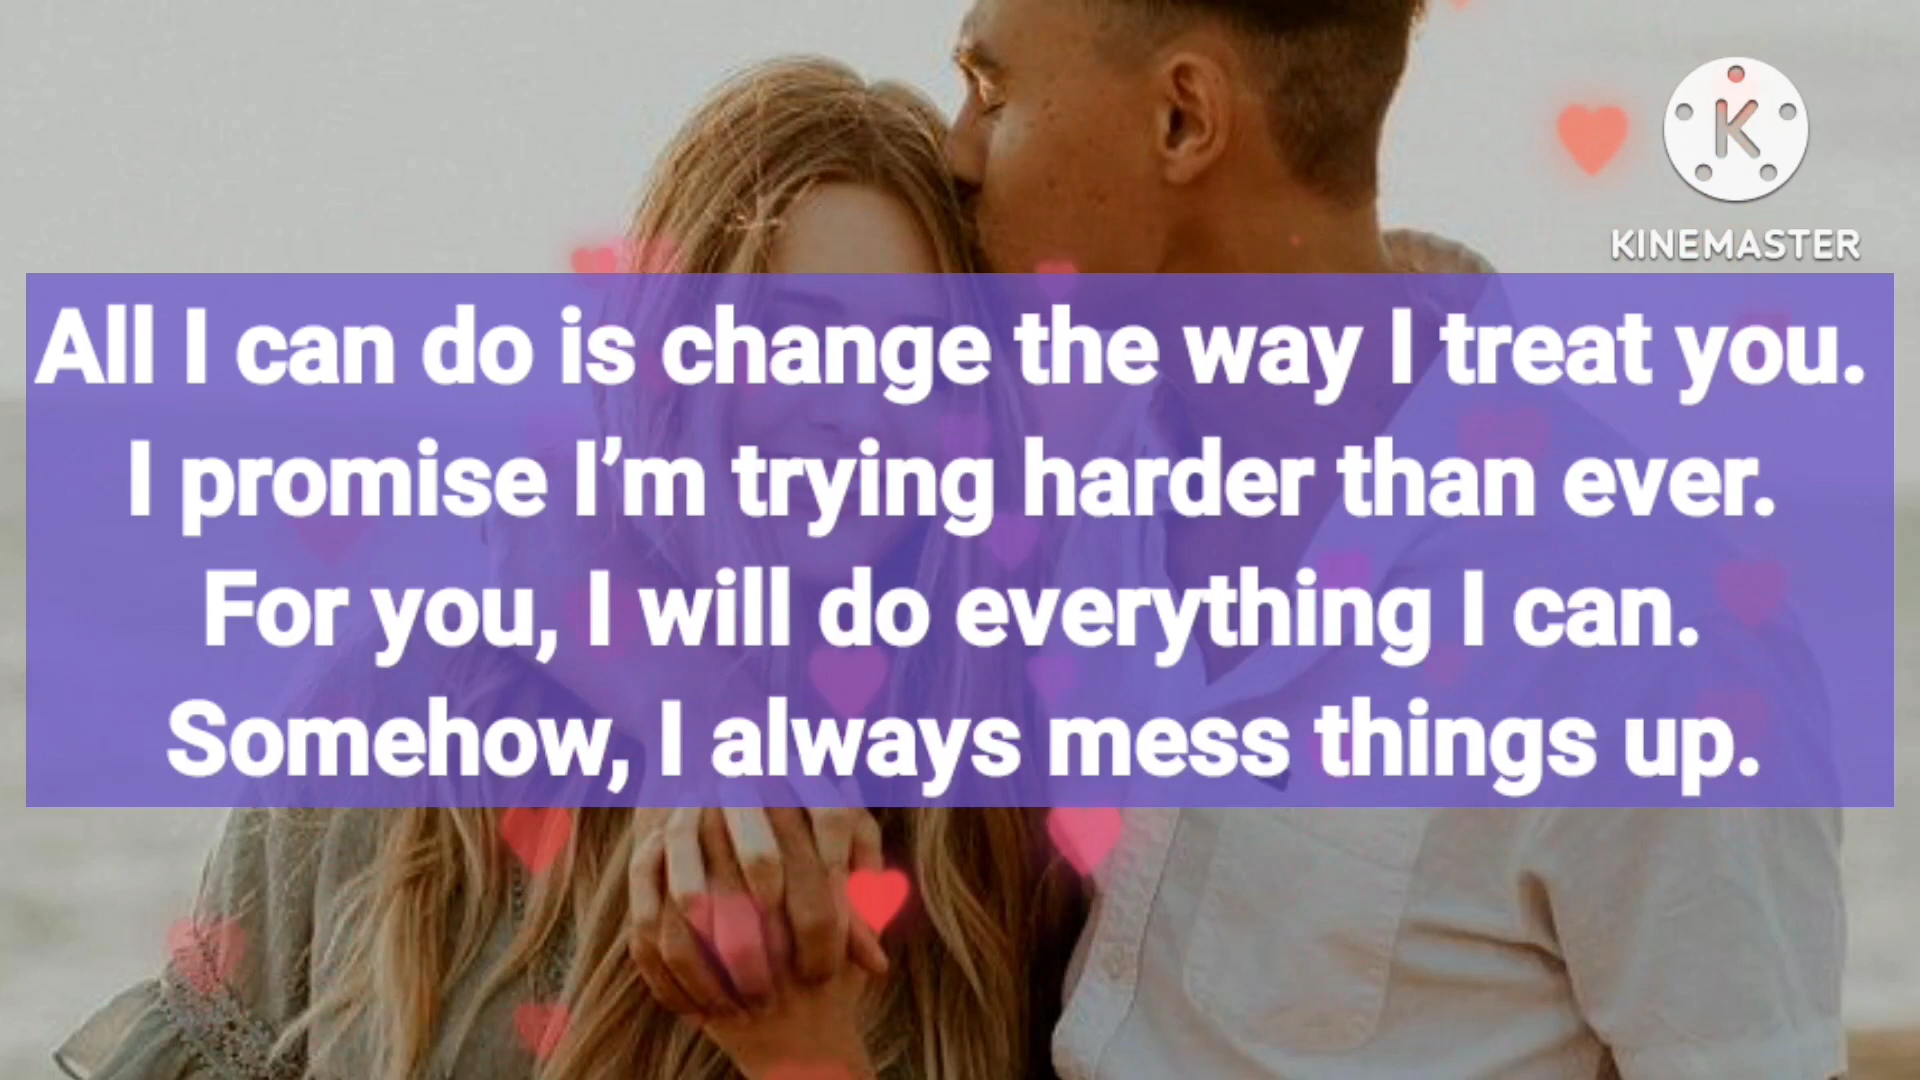 KINEMASTER
All I can do is change the way I treat you.
I promise I’m trying harder than ever.
For you, I will do everything I can.
Somehow, I always mess things up.